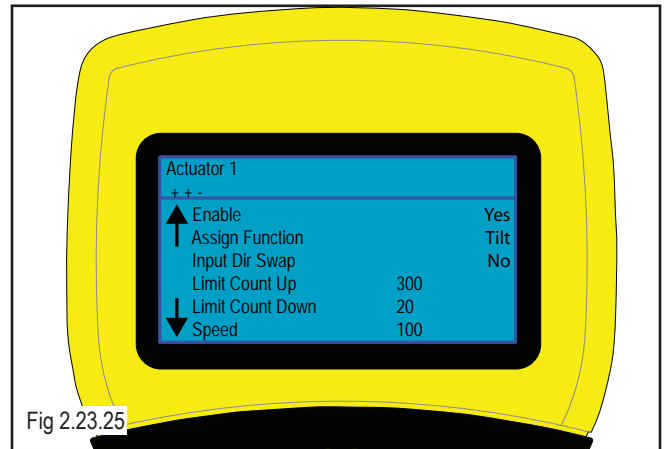 Actuator 1
+ + -
Enable Yes
Assign Function Tilt
Input Dir Swap No
Limit Count Up 300
Limit Count Down 20
Speed 100
Fig 2.23.25